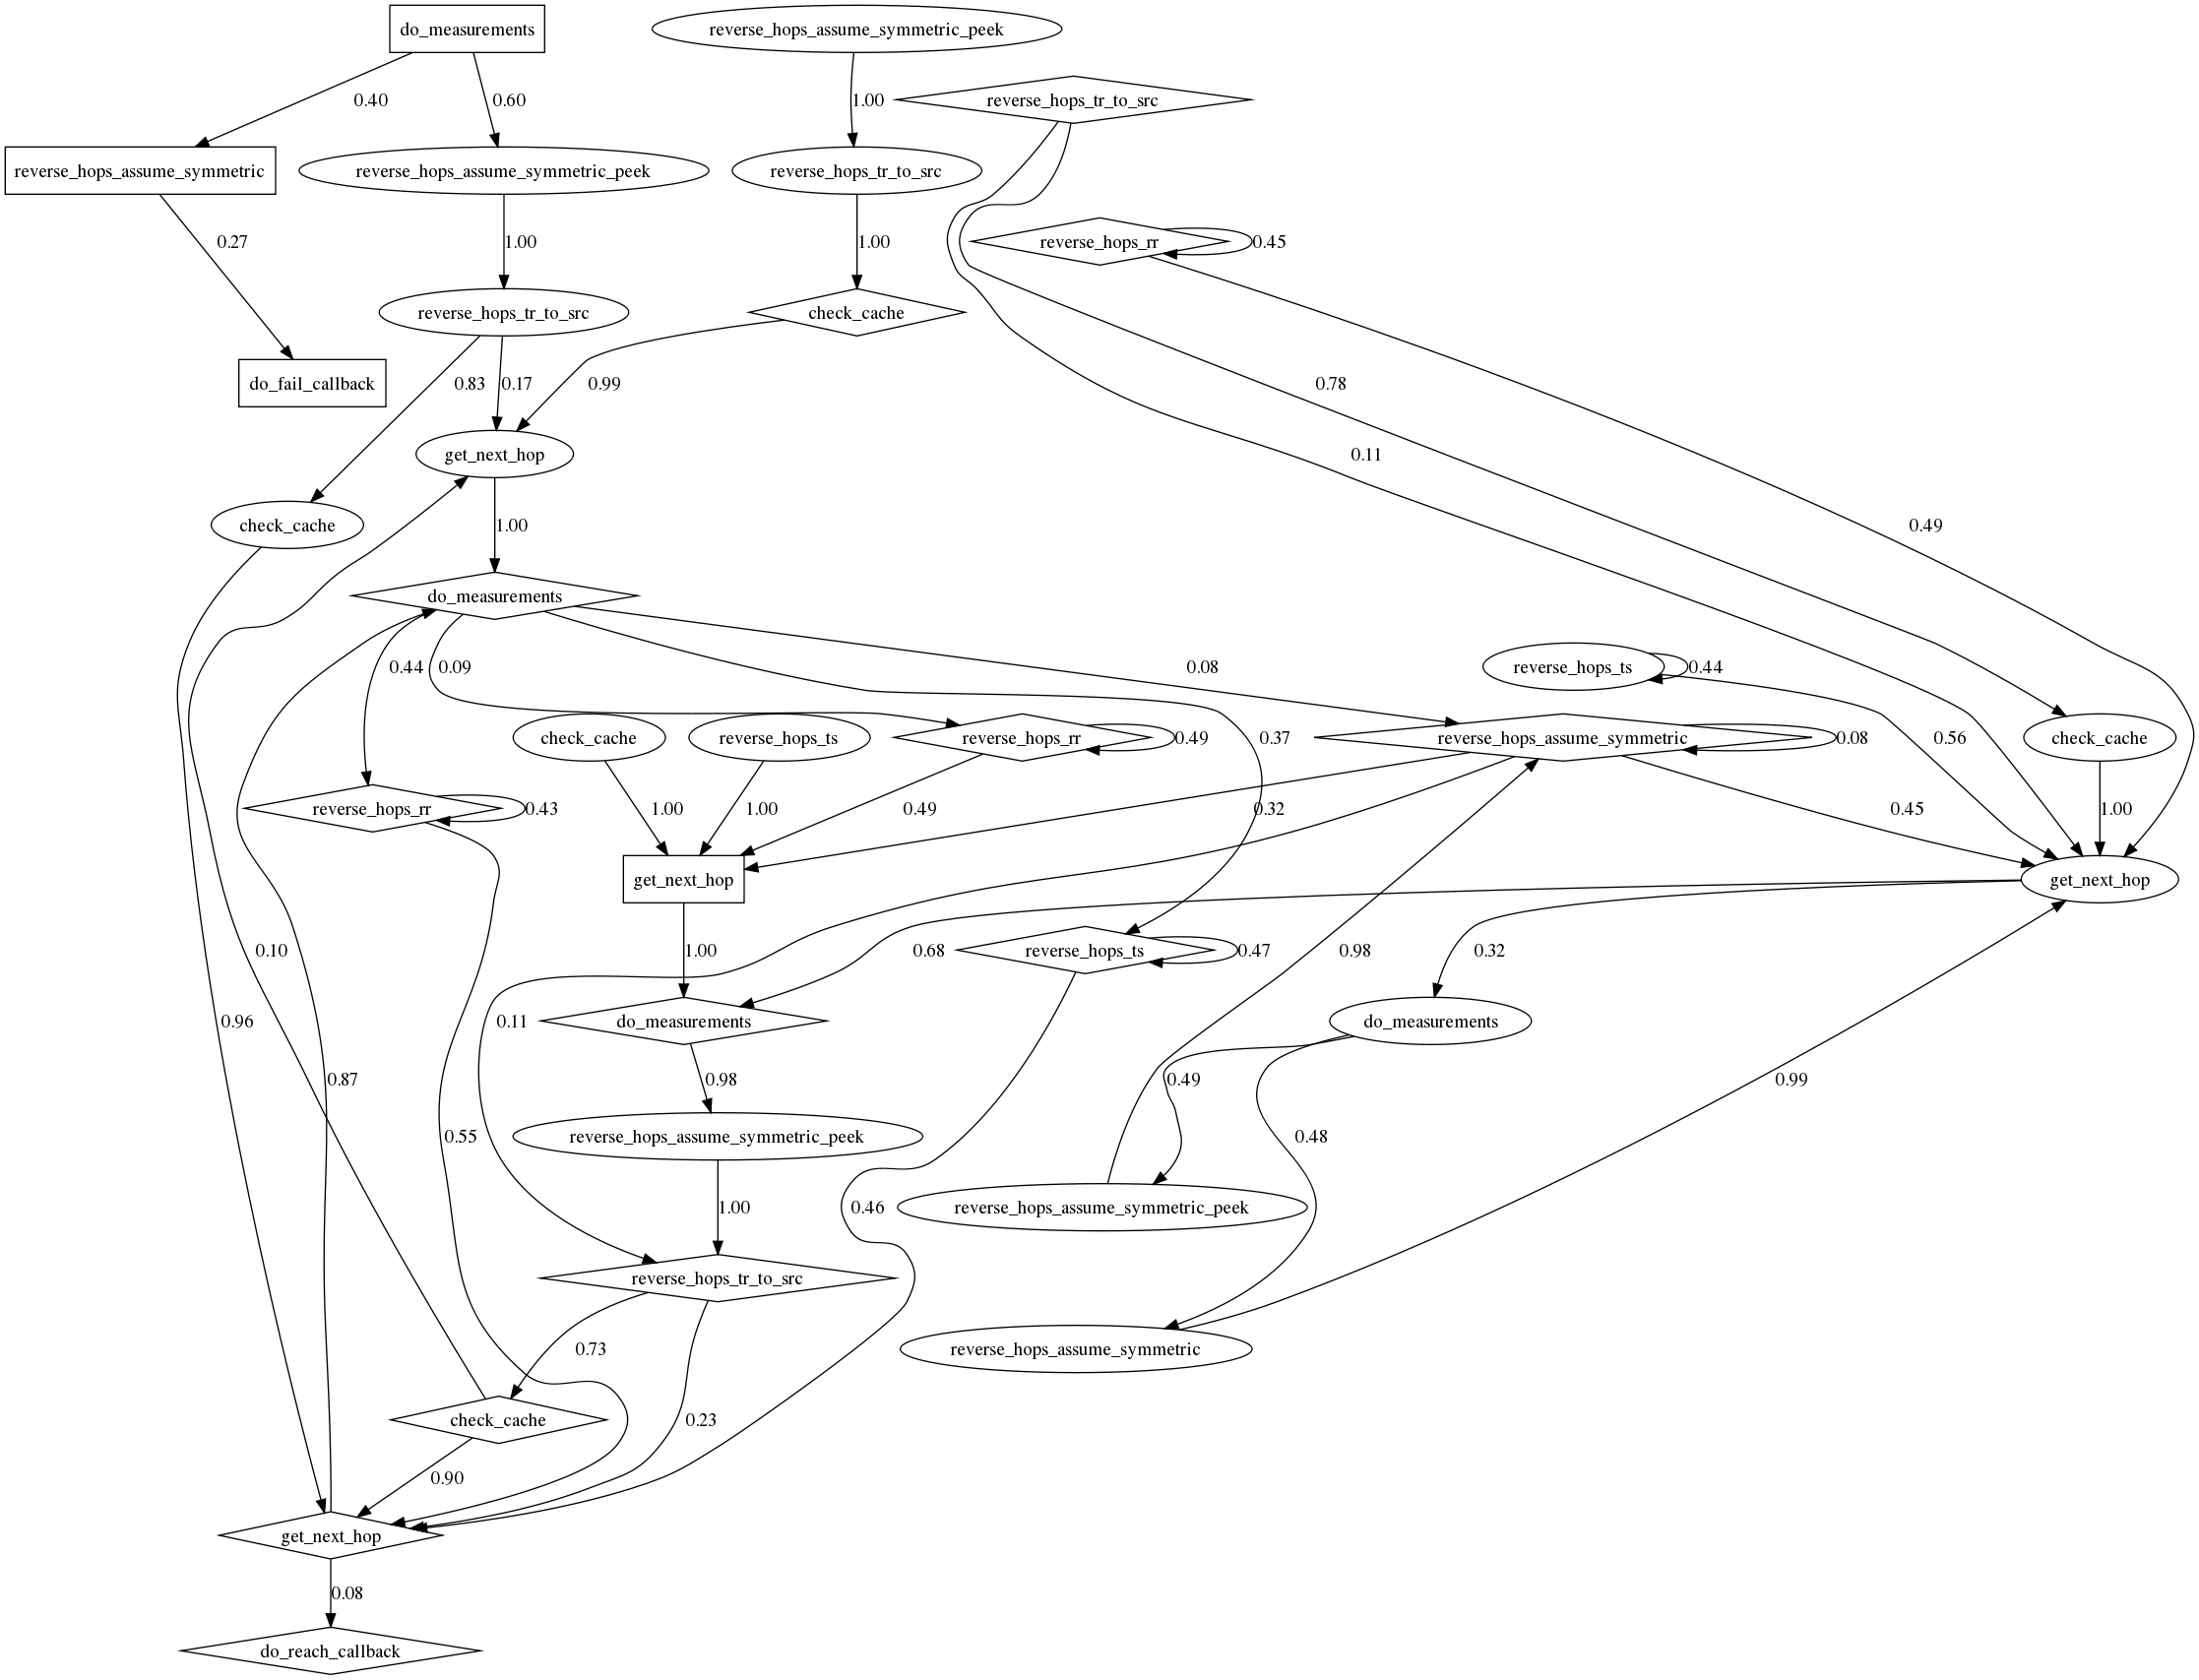 do_measurements
reverse_hops_assume_symmetric_peek
0.40
0.60
1.00
reverse_hops_tr_to_src
reverse_hops_assume_symmetric
reverse_hops_assume_symmetric_peek
reverse_hops_tr_to_src
0.27
1.00
1.00
reverse_hops_rr
0.45
reverse_hops_tr_to_src
check_cache
do_fail_callback
0.83
0.17
0.99
0.78
get_next_hop
0.11
check_cache
1.00
0.49
do_measurements
0.44
0.09
0.08
reverse_hops_ts
0.44
check_cache
reverse_hops_ts
reverse_hops_rr
0.49
0.37
reverse_hops_assume_symmetric
0.08
0.56
check_cache
reverse_hops_rr
0.43
1.00
1.00
0.49
0.32
0.45
1.00
get_next_hop
get_next_hop
0.10
1.00
0.68
reverse_hops_ts
0.47
0.98
0.32
0.96
0.11
do_measurements
do_measurements
0.87
0.98
0.49
0.99
0.55
reverse_hops_assume_symmetric_peek
0.48
1.00
0.46
reverse_hops_assume_symmetric_peek
reverse_hops_tr_to_src
0.73
reverse_hops_assume_symmetric
check_cache
0.23
0.90
get_next_hop
0.08
do_reach_callback